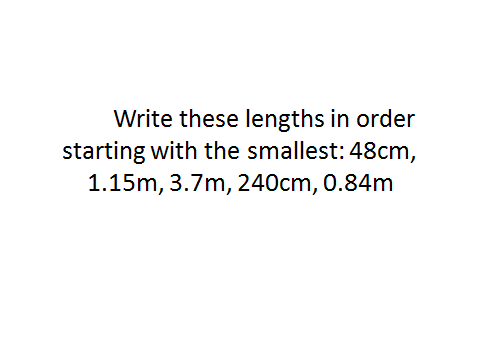 Write these lengths in order
starting with the smallest: 48cm,
1.15m, 3.7m, 240cm, 0.84m